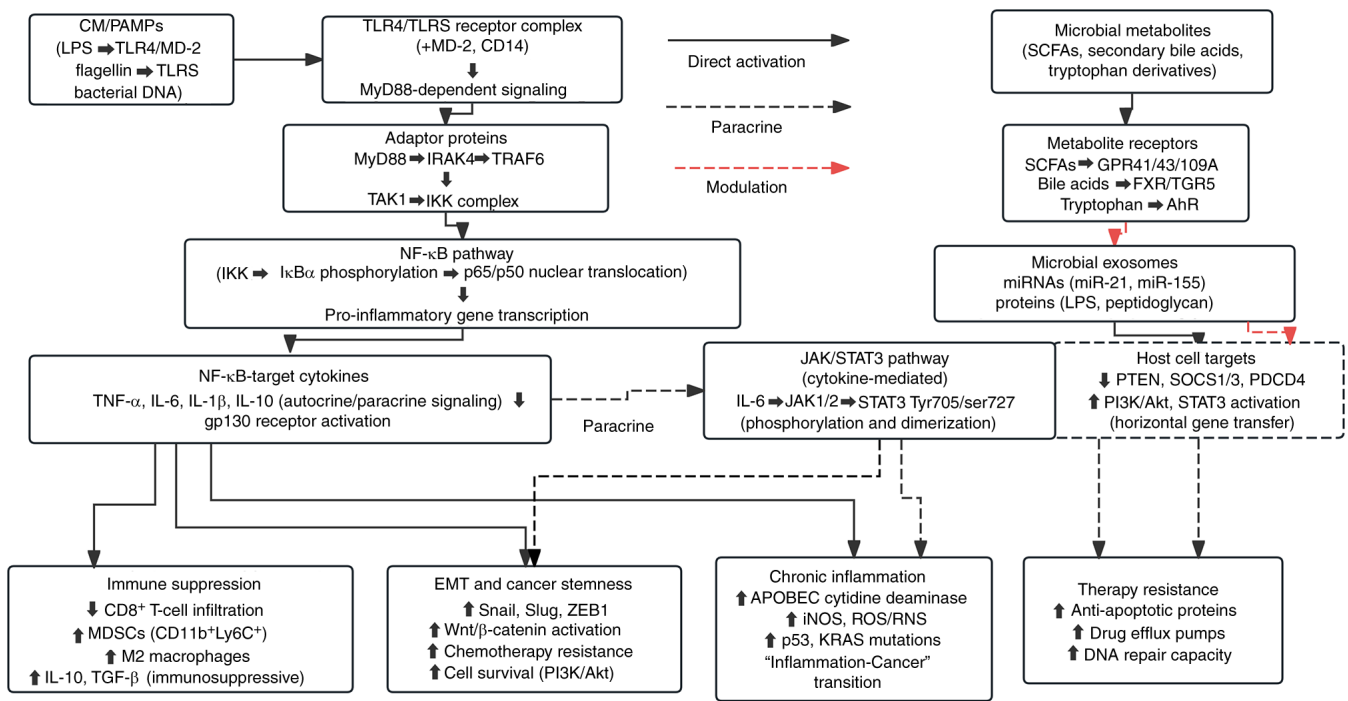 CM/PAMPs
(LPS ➡TLR4/MD-2
flagellin ➡ TLRS
bacterial DNA)
TLR4/TLRS receptor complex
(+MD-2, CD14)
⬇
MyD88-dependent signaling
Adaptor proteins
MyD88 ➡ IRAK4 ➡ TRAF6
⬇
TAK1 ➡ IKK complex
NF-κB pathway
(IKK ➡ IκBα phosphorylation ➡ p65/p50 nuclear translocation)
⬇
Pro-inflammatory gene transcription
Direct activation
Paracrine
Modulation
Microbial metabolites
(SCFAs, secondary bile acids,
tryptophan derivatives)
Metabolite receptors
SCFAs ➡ GPR41/43/109A
Bile acids ➡ FXR/TGR5
Tryptophan ➡ AhR
Microbial exosomes
miRNAs (miR-21, miR-155)
proteins (LPS, peptidoglycan)
NF-κB-target cytokines
TNF-α, IL-6, IL-1β, IL-10 (autocrine/paracrine signaling) ⬇
gp130 receptor activation
Paracrine
JAK/STAT3 pathway
(cytokine-mediated)
IL-6 ➡ JAK1/2 ➡ STAT3 Tyr705/ser727
(phosphorylation and dimerization)
Host cell targets
⬇ PTEN, SOCS1/3, PDCD4
⬆ PI3K/Akt, STAT3 activation
(horizontal gene transfer)
Immune suppression
⬇ CD8⁺ T-cell infiltration
⬆ MDSCs (CD11b⁺Ly6C⁺)
⬆ M2 macrophages
⬆ IL-10, TGF-β (immunosuppressive)
EMT and cancer stemness
⬆ Snail, Slug, ZEB1
⬆ Wnt/β-catenin activation
⬆ Chemotherapy resistance
⬆ Cell survival (PI3K/Akt)
Chronic inflammation
⬆ APOBEC cytidine deaminase
⬆ iNOS, ROS/RNS
⬆ p53, KRAS mutations
“Inflammation-Cancer”
transition
Therapy resistance
⬆ Anti-apoptotic proteins
⬆ Drug efflux pumps
⬆ DNA repair capacity